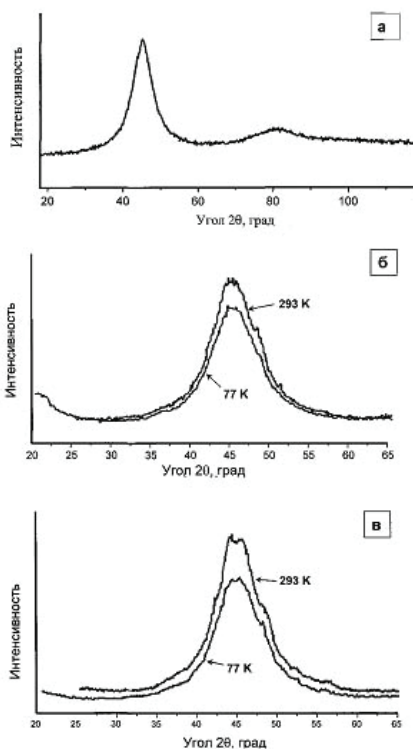 а
Интенсивность
20 40 60 80 100
Угол 2θ, град
б
Интенсивность
293 K
77 K
20 25 30 35 40 45 50 55 60 65
Угол 2θ, град
в
Интенсивность
293 K
77 K
20 25 30 35 40 45 50 55 60 65
Угол 2θ, град